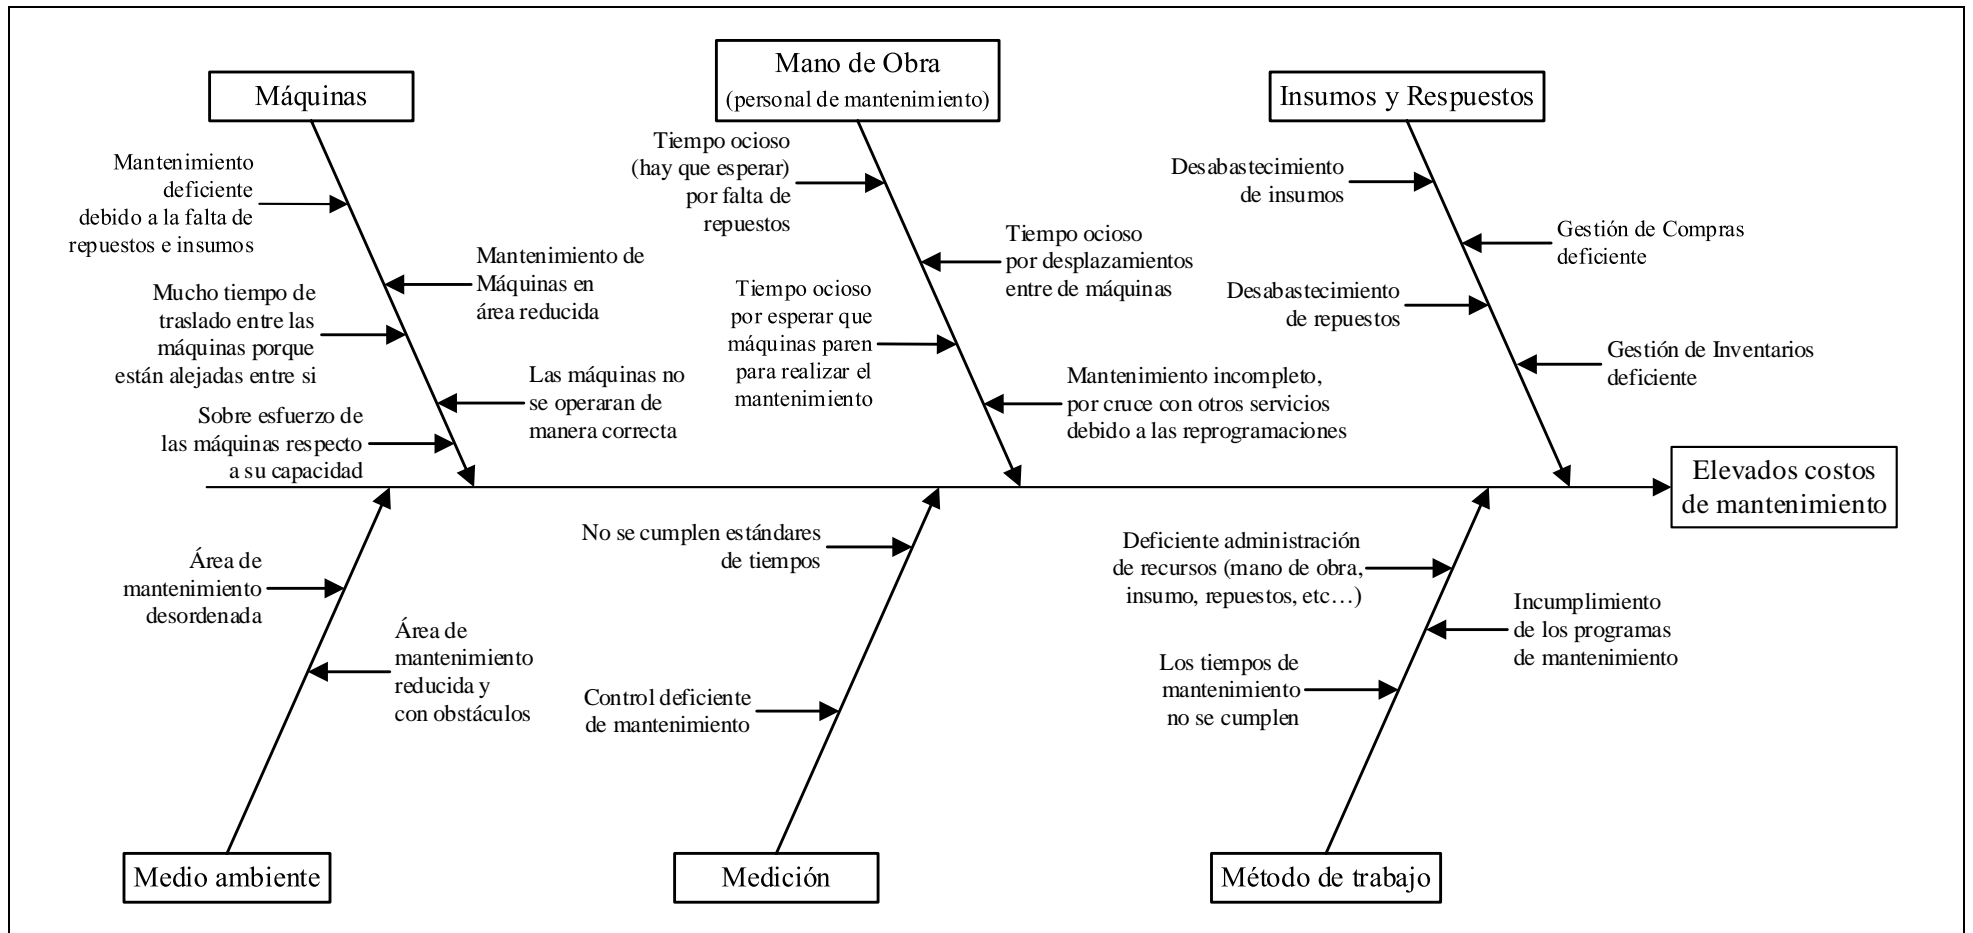 Máquinas
Mano de Obra
(personal de mantenimiento)
Insumos y Respuestos
Mantenimiento
deficiente
debido a la falta de
repuestos e insumos
Mantenimiento de
Máquinas en
área reducida
Mucho tiempo de
traslado entre las
máquinas porque
están alejadas entre si
Las máquinas no
se operaran de
manera correcta
Sobre esfuerzo de
las máquinas respecto
a su capacidad
Tiempo ocioso
(hay que esperar)
por falta de
repuestos
Tiempo ocioso
por desplazamientos
entre de máquinas
Tiempo ocioso
por esperar que
máquinas paren
para realizar el
mantenimiento
Mantenimiento incompleto,
por cruce con otros servicios
debido a las reprogramaciones
Desabastecimiento
de insumos
Gestión de Compras
deficiente
Desabastecimiento
de repuestos
Gestión de Inventarios
deficiente
Elevados costos
de mantenimiento
Área de
mantenimiento
desordenada
Área de
mantenimiento
reducida y
con obstáculos
No se cumplen estándares
de tiempos
Control deficiente
de mantenimiento
Deficiente administración
de recursos (mano de obra,
insumo, repuestos, etc…)
Incumplimiento
de los programas
de mantenimiento
Los tiempos de
mantenimiento
no se cumplen
Medio ambiente
Medición
Método de trabajo